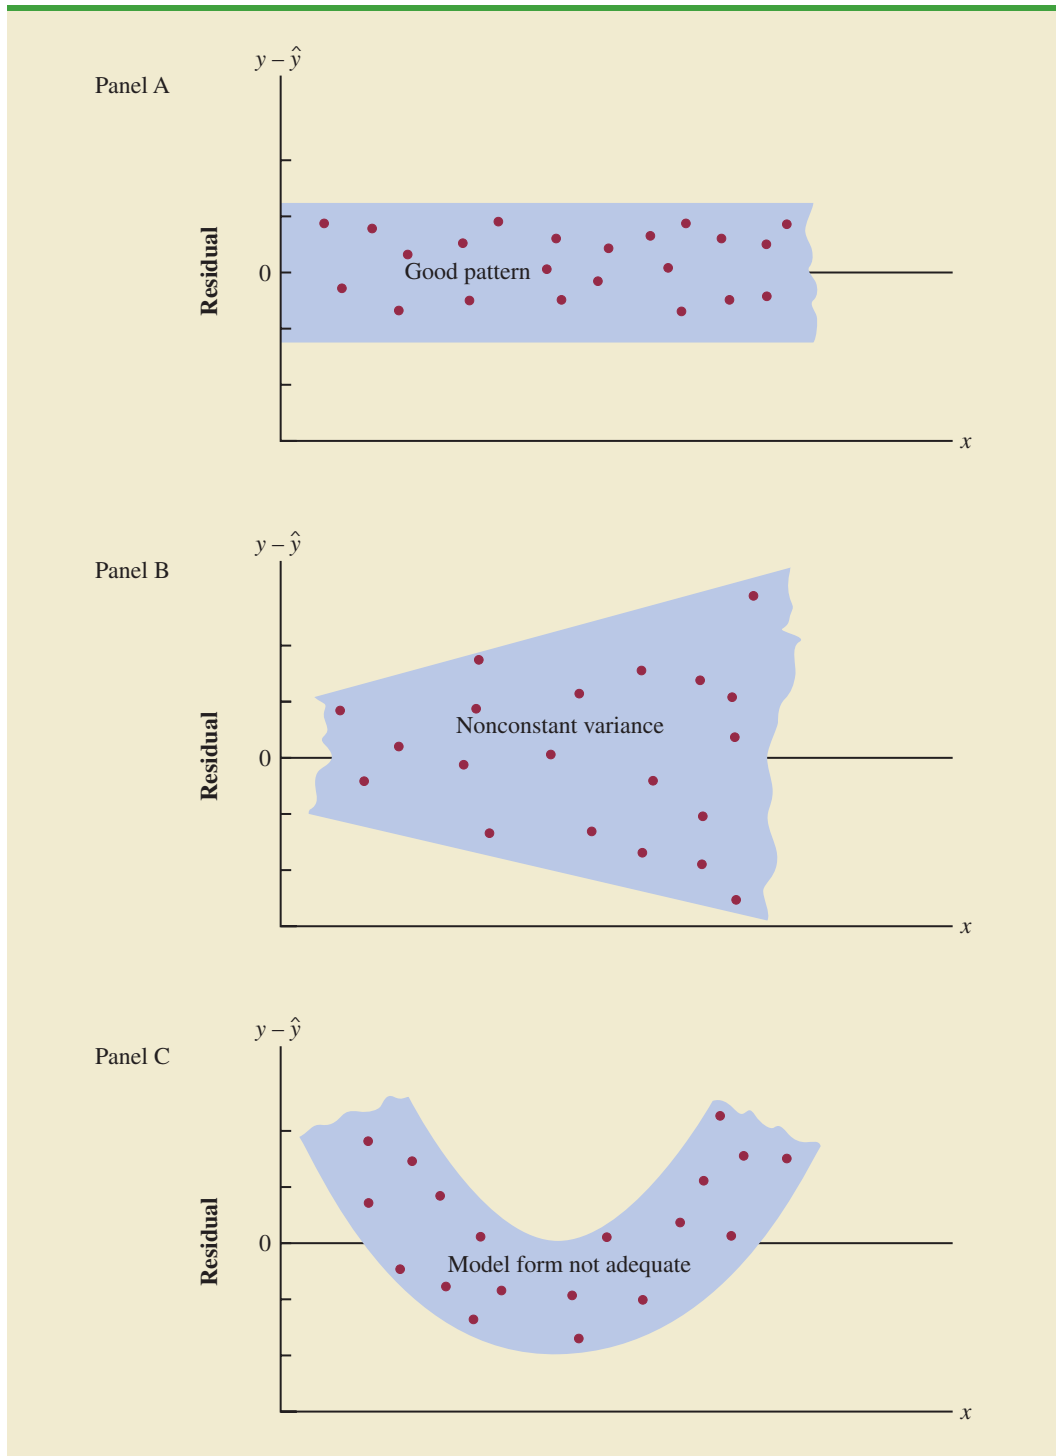 y – ŷ
Panel A
Residual
0
Good pattern
x
y – ŷ
Panel B
Residual
0
Nonconstant variance
x
y – ŷ
Panel C
Residual
0
Model form not adequate
x